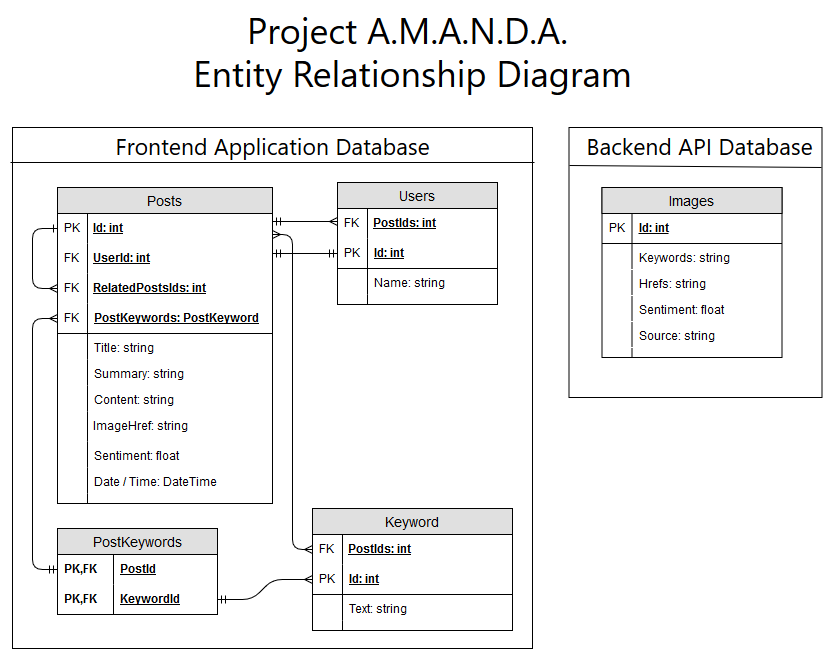 Project A.M.A.N.D.A.
Entity Relationship Diagram
Frontend Application Database
Posts
PK Id: int
FK UserId: int
FK RelatedPostsIds: int
FK PostKeywords: PostKeyword
Title: string
Summary: string
Content: string
ImageHref: string
Sentiment: float
Date / Time: DateTime
Users
FK PostIds: int
PK Id: int
Name: string
PostKeywords
PK,FK PostId
PK,FK KeywordId
Keyword
FK PostIds: int
PK Id: int
Text: string
Backend API Database
Images
PK Id: int
Keywords: string
Hrefs: string
Sentiment: float
Source: string